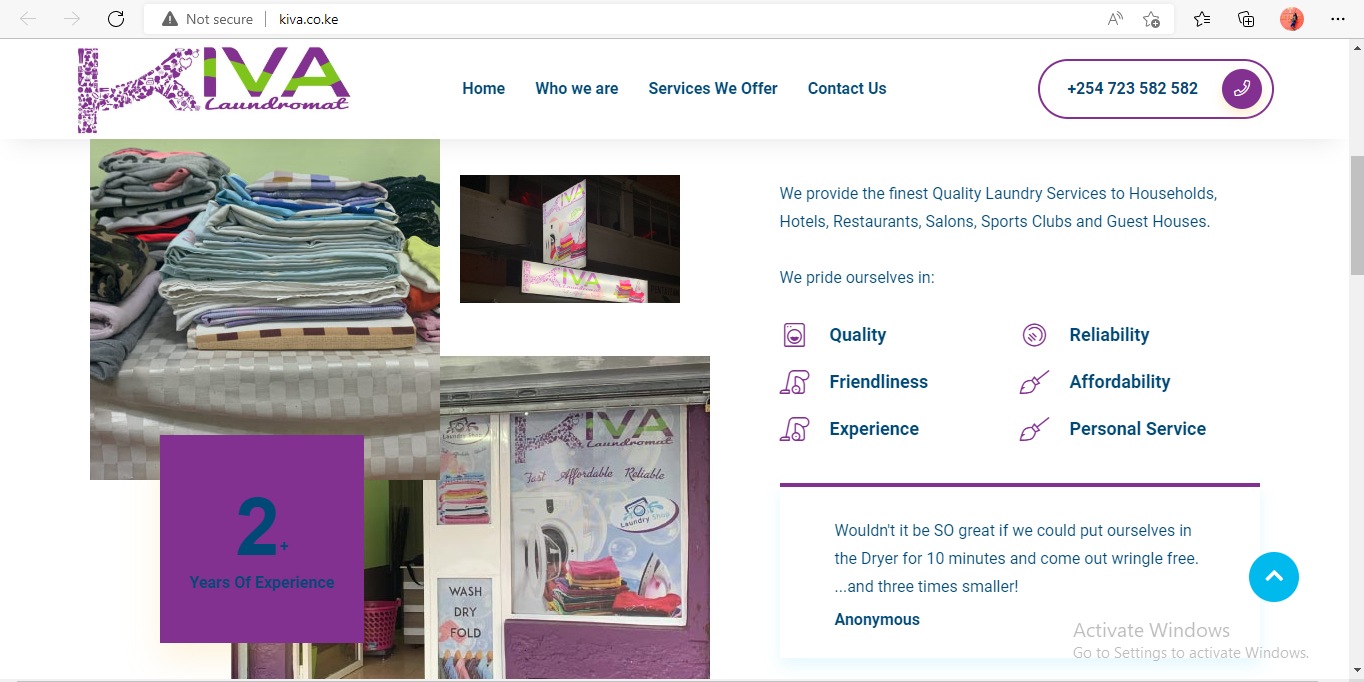 Not secure
kiva.co.ke
KIVA
Laundromat
Home
Who we are
Services We Offer
Contact Us
+254 723 582 582
KIVA
KIVA
We provide the finest Quality Laundry Services to Households,
Hotels, Restaurants, Salons, Sports Clubs and Guest Houses.
We pride ourselves in:
Quality
Reliability
Friendliness
Affordability
Experience
Personal Service
KIVA
Laundromat
Fast Affordable Reliable
Laundry Shop
Laundry Shop
WASH
DRY
FOLD
2+
Years Of Experience
Wouldn't it be SO great if we could put ourselves in
the Dryer for 10 minutes and come out wringle free.
...and three times smaller!
Anonymous
Activate Windows
Go to Settings to activate Windows.